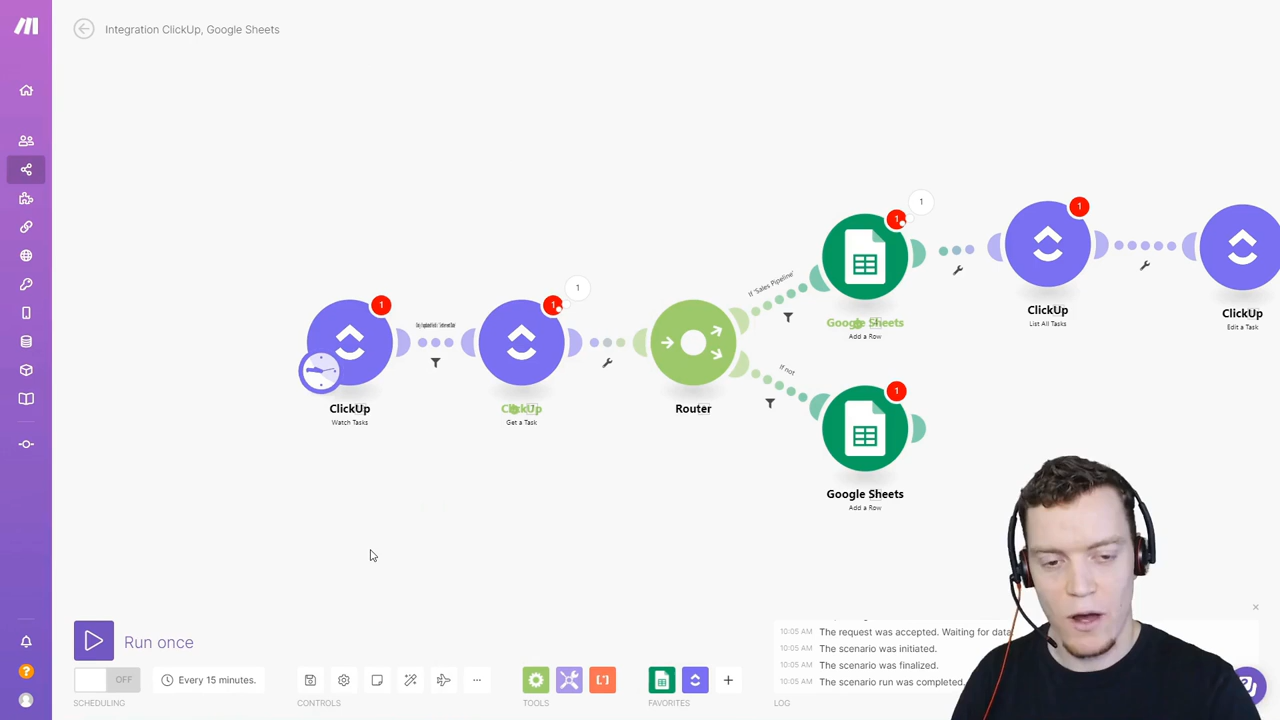 Integration ClickUp, Google Sheets
1
1
1
1
1
If 'Sales Pipeline'
Google Sheets
Add a Row
ClickUp
List All Tasks
ClickUp
Edit a Task
1
ClickUp
Watch Tasks
ClickUp
Get a Task
Router
If not
1
Google Sheets
Add a Row
Run once
OFF
Every 15 minutes.
SCHEDULING
CONTROLS
TOOLS
FAVORITES
LOG
10:05 AM The request was accepted. Waiting for data
10:05 AM The scenario was initiated.
10:05 AM The scenario was finalized.
10:05 AM The scenario run was completed.